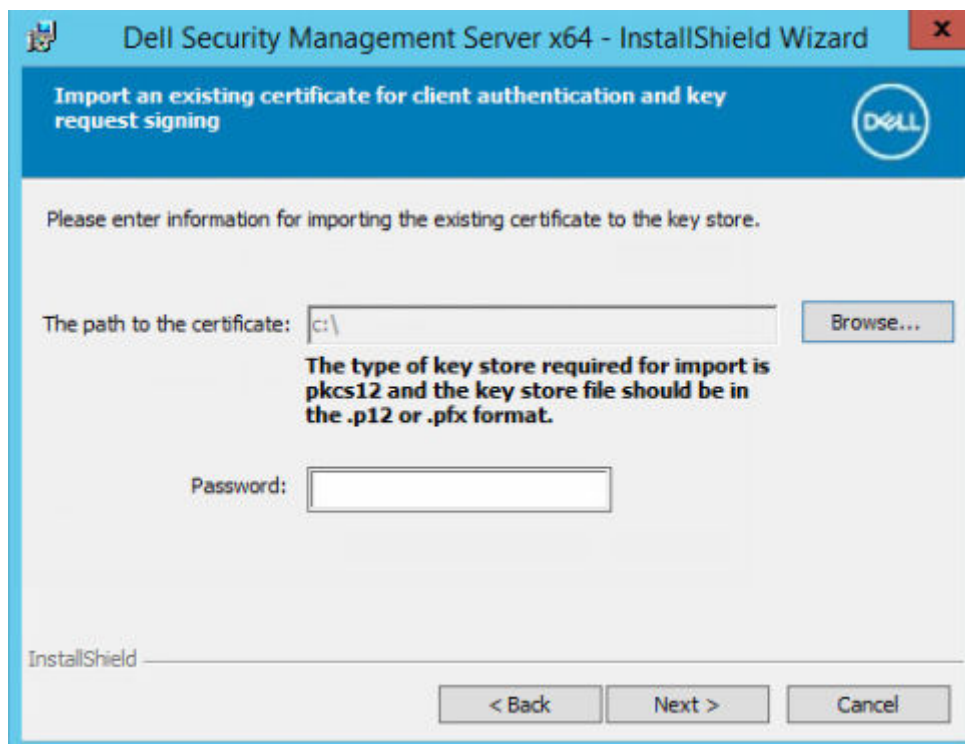 Dell Security Management Server x64 - InstallShield Wizard
x
Import an existing certificate for client authentication and key
request signing
DELL
Please enter information for importing the existing certificate to the key store.
The path to the certificate: c:\ Browse...
The type of key store required for import is
pkcs12 and the key store file should be in
the .p12 or .pfx format.
Password:
InstallShield
< Back Next > Cancel